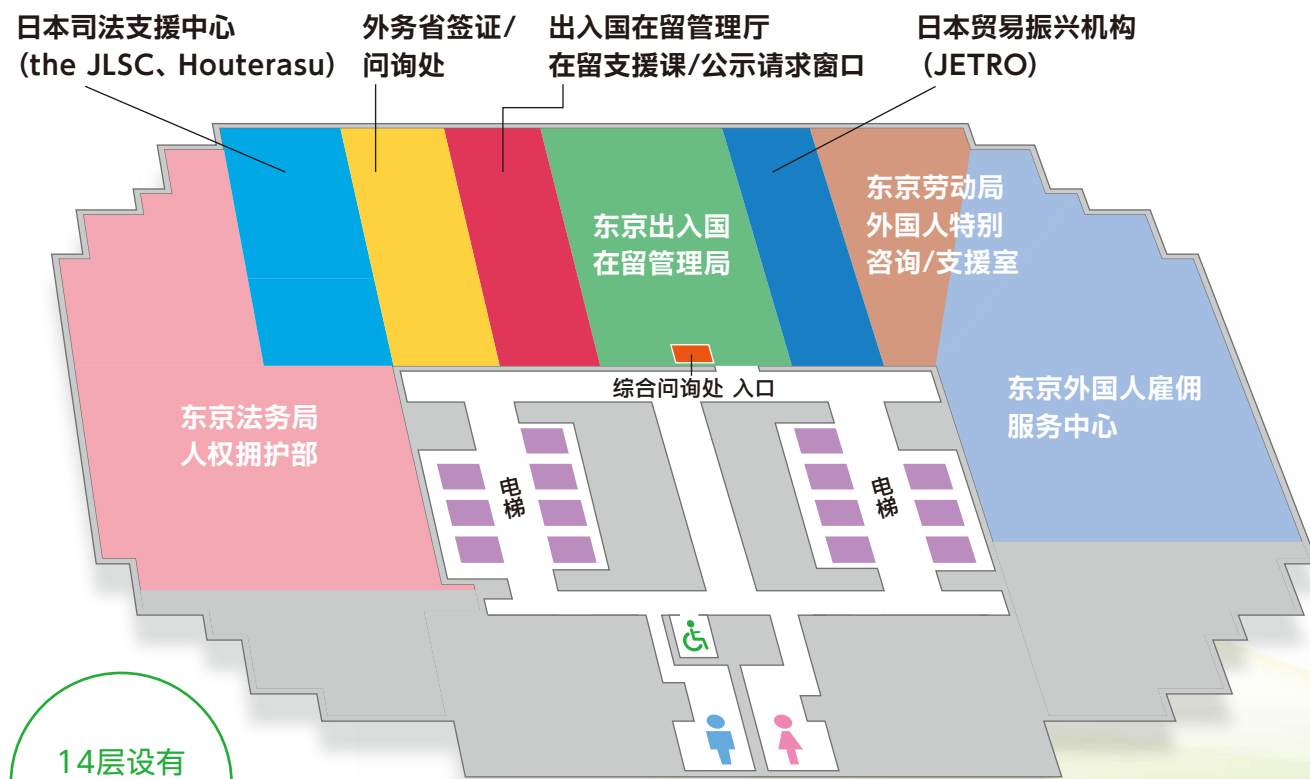 日本司法支援中心
（the JLSC、Houterasu）
外务省签证/
问询处
出入国在留管理厅
在留支援课/公示请求窗口
日本贸易振兴机构
（JETRO）
东京劳动局
外国人特别
咨询/支援室
东京出入国
在留管理局
综合问询处 入口
东京外国人雇佣
服务中心
东京法务局
人权拥护部
电梯
电梯
14层设有